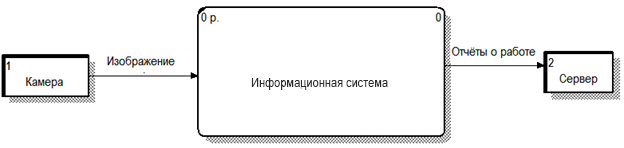 0 р.
0
1
Камера
Изображение
Информационная система
Отчёты о работе
2
Сервер